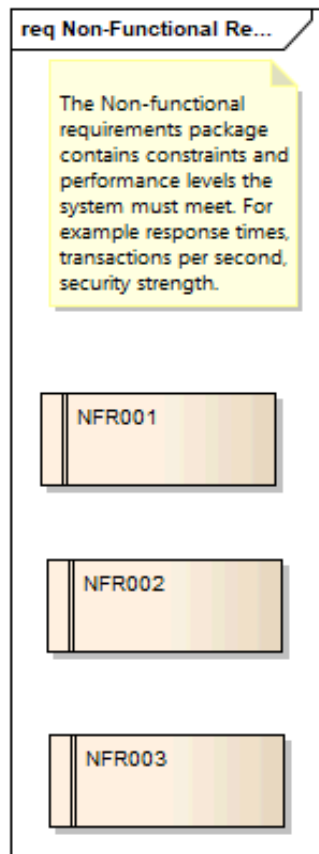 req Non-Functional Re...
The Non-functional
requirements package
contains constraints and
performance levels the
system must meet. For
example response times,
transactions per second,
security strength.
NFR001
NFR002
NFR003